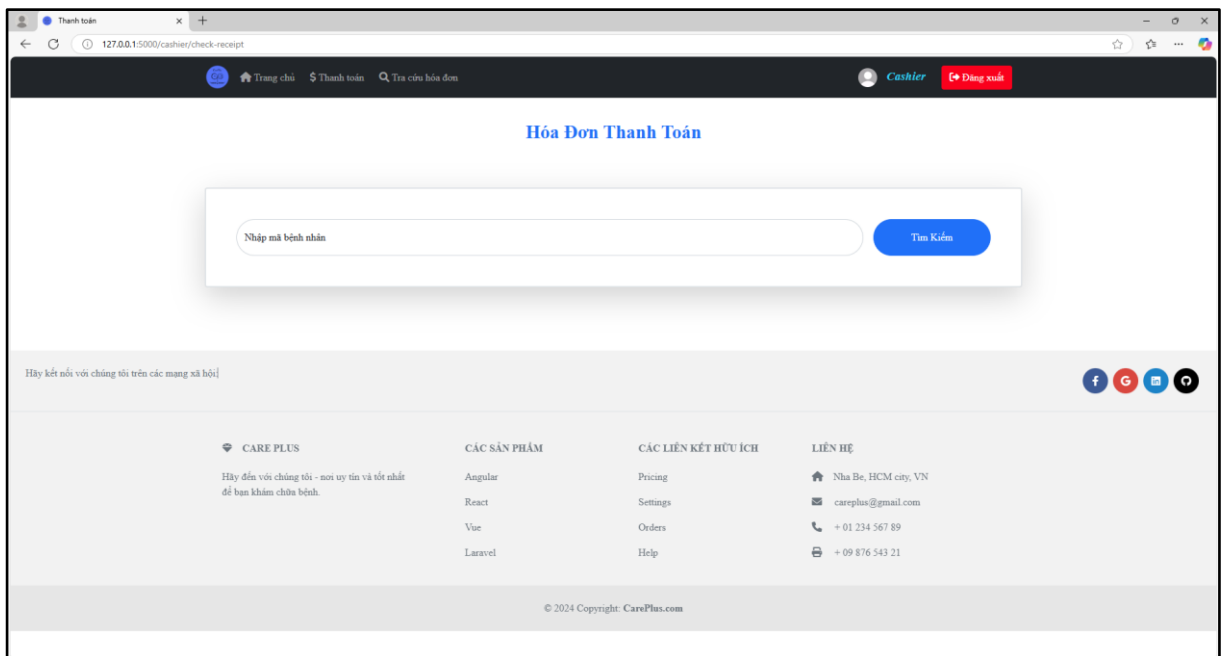 Thanh toán
127.0.0.1:5000/cashier/check-receipt
Trang chủ $ Thanh toán Tra cứu hóa đơn Cashier Đăng xuất
Hóa Đơn Thanh Toán
Nhập mã bệnh nhân Tìm Kiếm
Hãy kết nối với chúng tôi trên các mạng xã hội:
CARE PLUS
Hãy đến với chúng tôi - nơi uy tín và tốt nhất
để bạn khám chữa bệnh.
CÁC SẢN PHẨM
Angular
React
Vue
Laravel
CÁC LIÊN KẾT HỮU ÍCH
Pricing
Settings
Orders
Help
LIÊN HỆ
Nha Be, HCM city, VN
careplus@gmail.com
+ 01 234 567 89
+ 09 876 543 21
© 2024 Copyright: CarePlus.com